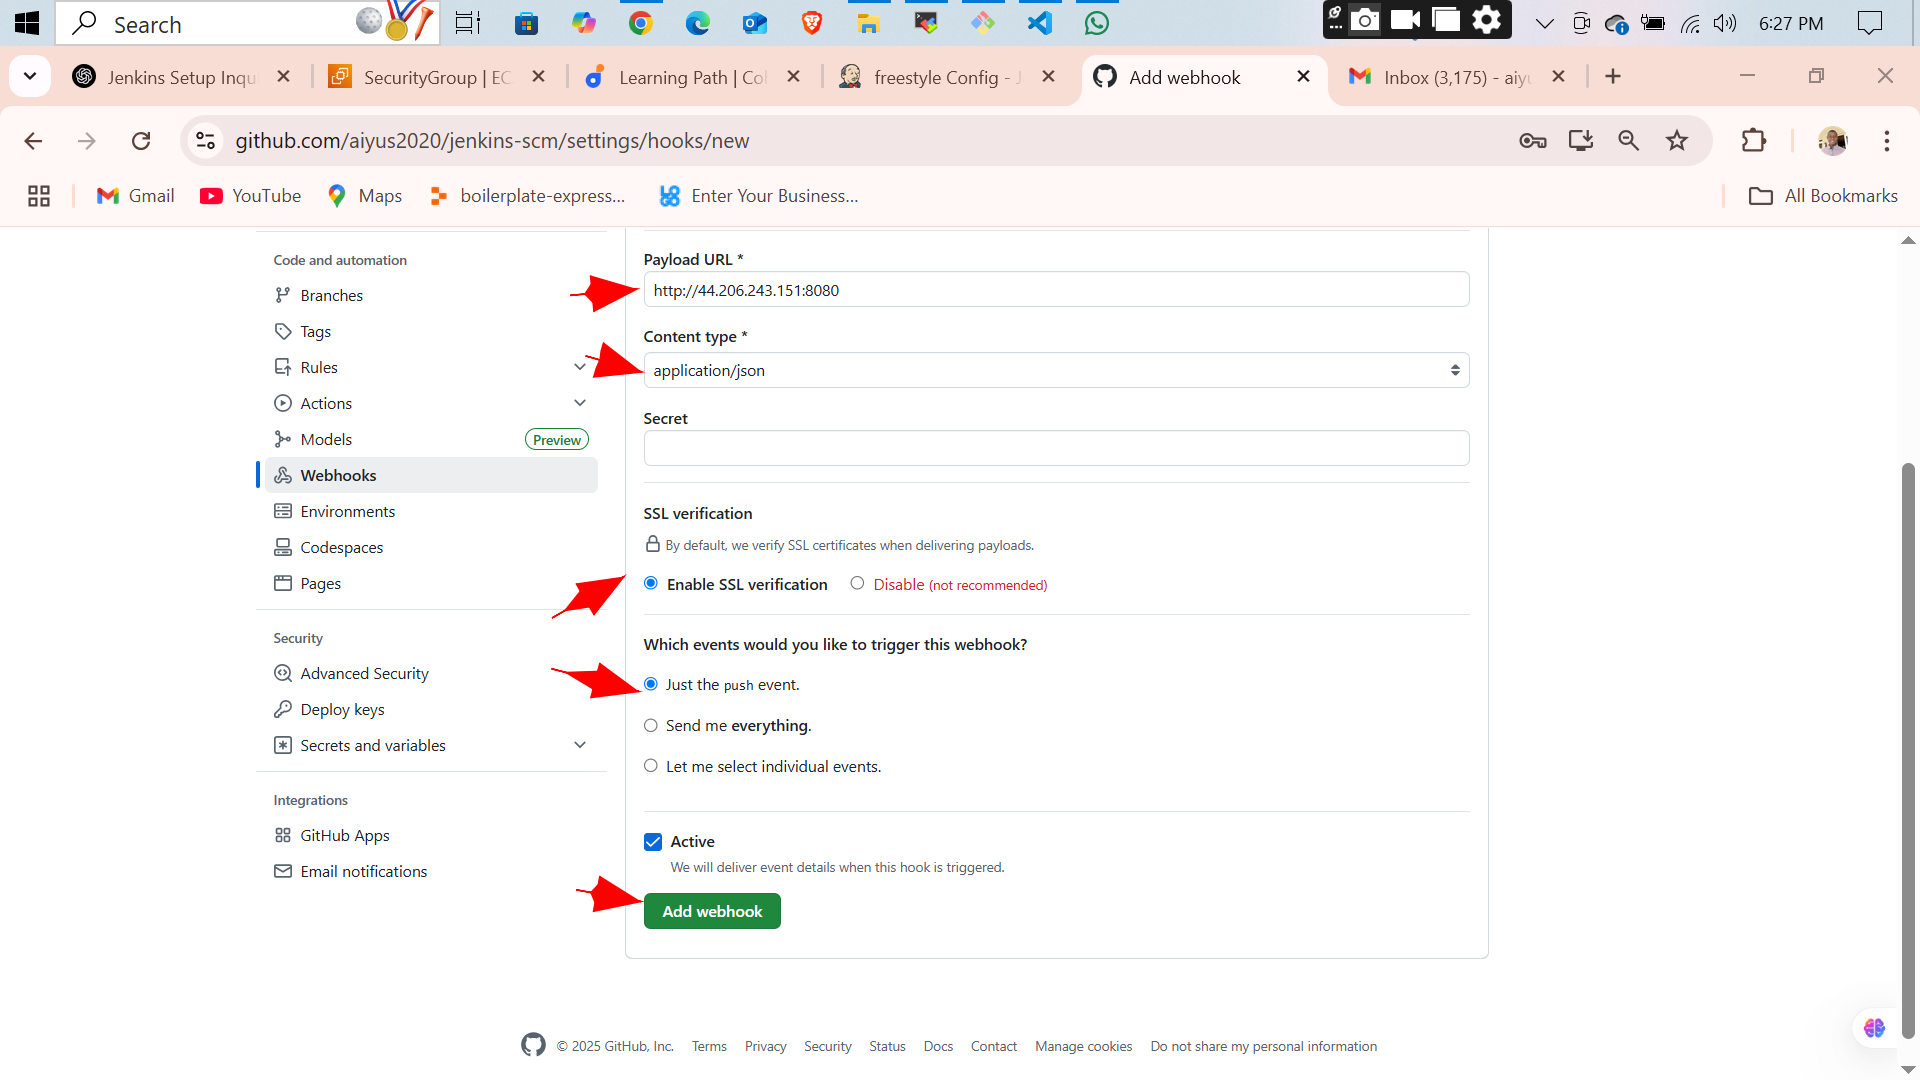 Search
6:27 PM
Jenkins Setup Inqu
SecurityGroup | EC
Learning Path | Col
freestyle Config - J
Add webhook
Inbox (3,175) - aiyu
github.com/aiyus2020/jenkins-scm/settings/hooks/new
Gmail
YouTube
Maps
boilerplate-express...
Enter Your Business...
All Bookmarks
Code and automation
Branches
Tags
Rules
Actions
Models
Preview
Webhooks
Environments
Codespaces
Pages
Security
Advanced Security
Deploy keys
Secrets and variables
Integrations
GitHub Apps
Email notifications
Payload URL *
http://44.206.243.151:8080
Content type *
application/json
Secret
SSL verification
By default, we verify SSL certificates when delivering payloads.
Enable SSL verification
Disable (not recommended)
Which events would you like to trigger this webhook?
Just the push event.
Send me everything.
Let me select individual events.
Active
We will deliver event details when this hook is triggered.
Add webhook
© 2025 GitHub, Inc.
Terms
Privacy
Security
Status
Docs
Contact
Manage cookies
Do not share my personal information